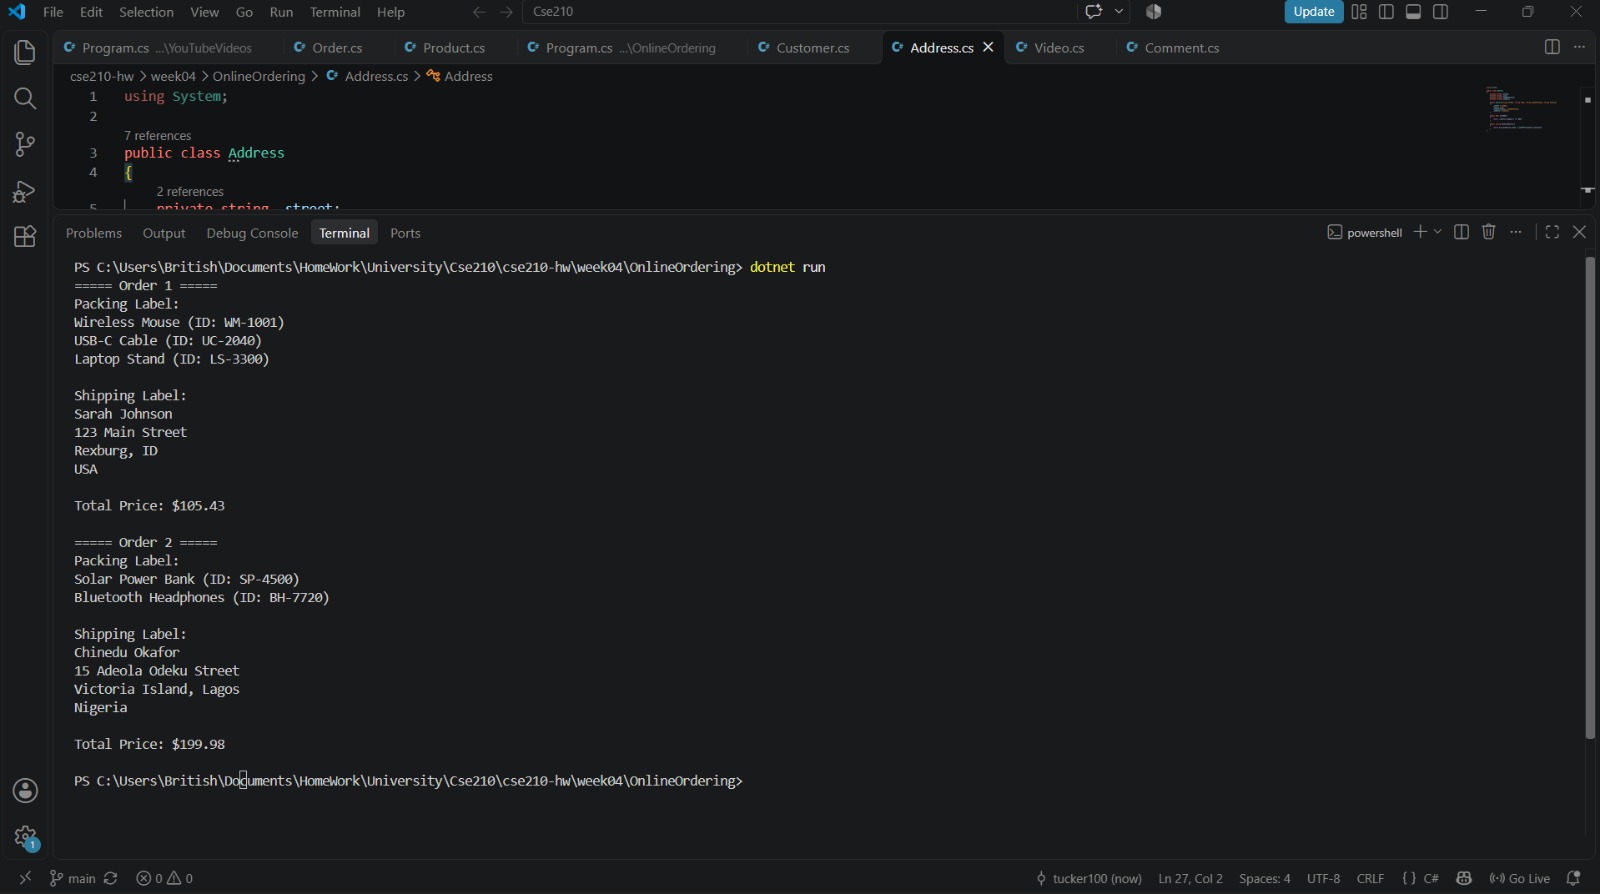 File Edit Selection View Go Run Terminal Help Cse210 Update
Program.cs ...\YouTubeVideos Order.cs Product.cs Program.cs ...\OnlineOrdering Customer.cs Address.cs Video.cs Comment.cs
cse210-hw > week04 > OnlineOrdering > Address.cs > Address
1 using System;
2
7 references
3 public class Address
4 {
2 references
5 private string _street;
Problems Output Debug Console Terminal Ports powershell
PS C:\Users\British\Documents\HomeWork\University\Cse210\cse210-hw\week04\OnlineOrdering> dotnet run
===== Order 1 =====
Packing Label:
Wireless Mouse (ID: WM-1001)
USB-C Cable (ID: UC-2040)
Laptop Stand (ID: LS-3300)
Shipping Label:
Sarah Johnson
123 Main Street
Rexburg, ID
USA
Total Price: $105.43
===== Order 2 =====
Packing Label:
Solar Power Bank (ID: SP-4500)
Bluetooth Headphones (ID: BH-7720)
Shipping Label:
Chinedu Okafor
15 Adeola Odeku Street
Victoria Island, Lagos
Nigeria
Total Price: $199.98
PS C:\Users\British\Documents\HomeWork\University\Cse210\cse210-hw\week04\OnlineOrdering>
1
main 0 0 tucker100 (now) Ln 27, Col 2 Spaces: 4 UTF-8 CRLF {} C# Go Live